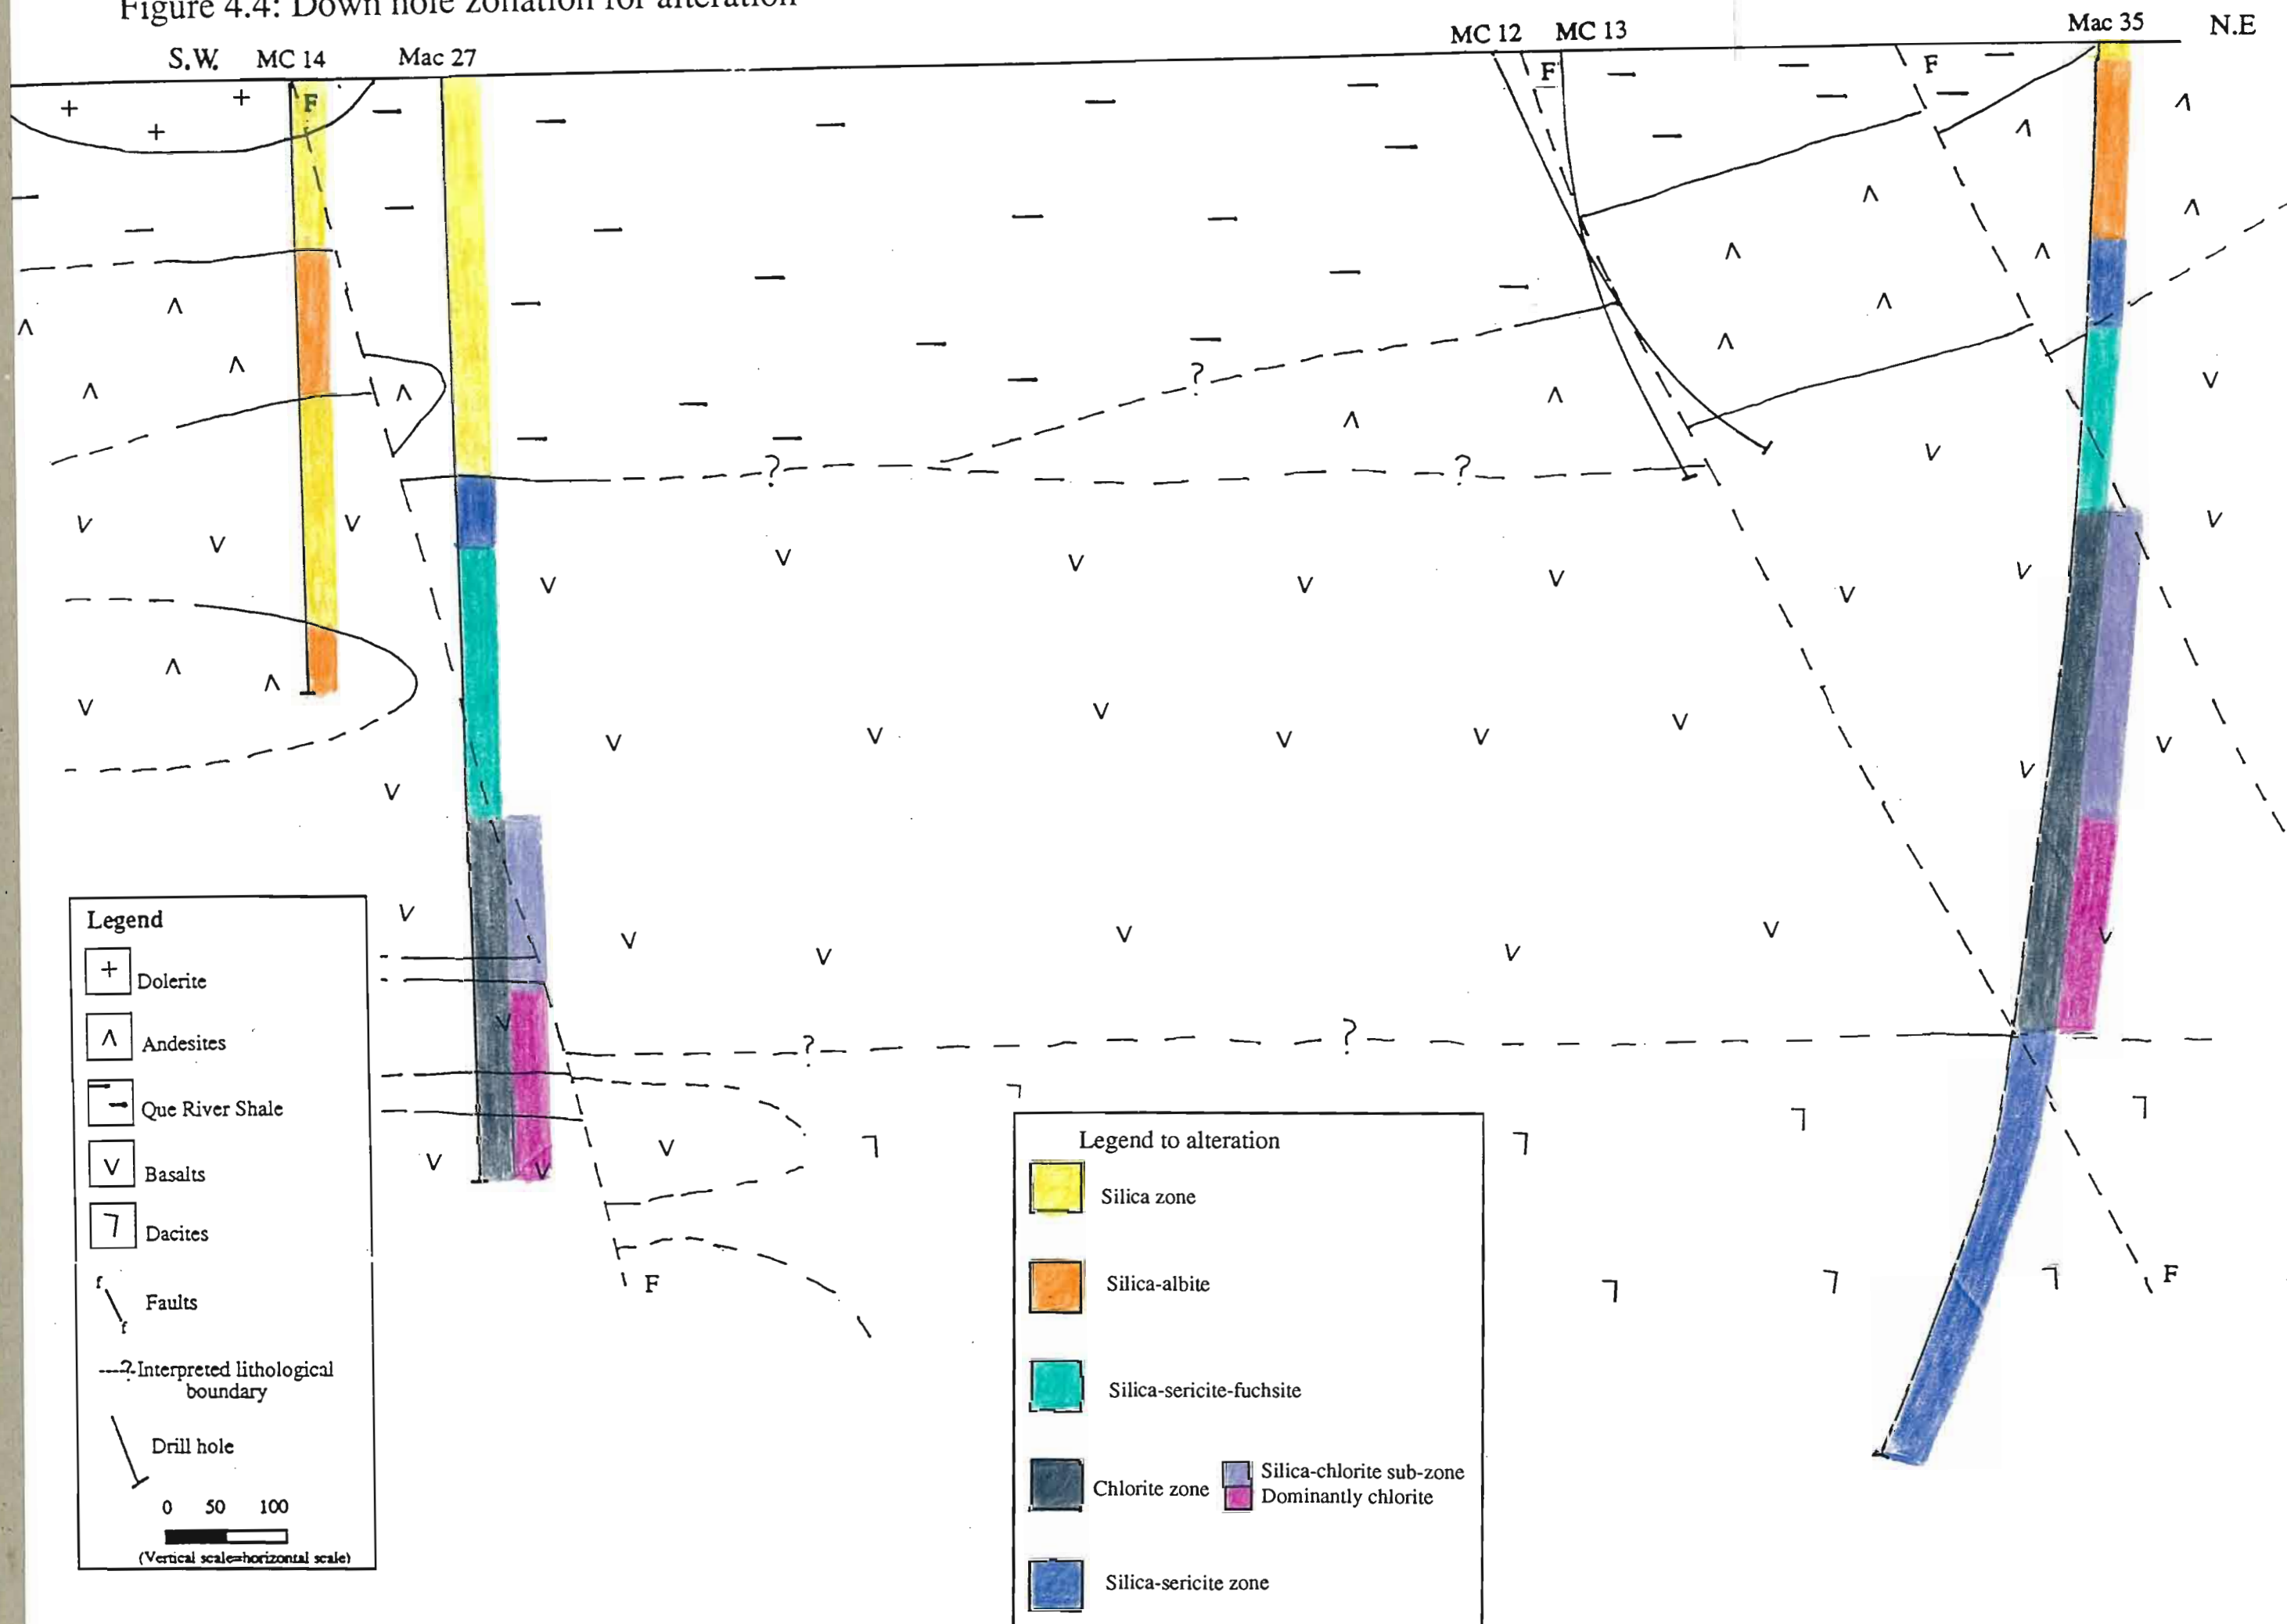 Figure 4.4: Down hole zonation for alteration
S.W.
MC 14
Mac 27
MC 12
MC 13
Mac 35
N.E
F
F
F
?
?
?
?
?
F
F
Legend
Dolerite
Andesites
Que River Shale
Basalts
Dacites
f
f
Faults
?
Interpreted lithological
boundary
Drill hole
0 50 100
(Vertical scale=horizontal scale)
Legend to alteration
Silica zone
Silica-albite
Silica-sericite-fuchsite
Chlorite zone
Silica-chlorite sub-zone
Dominantly chlorite
Silica-sericite zone